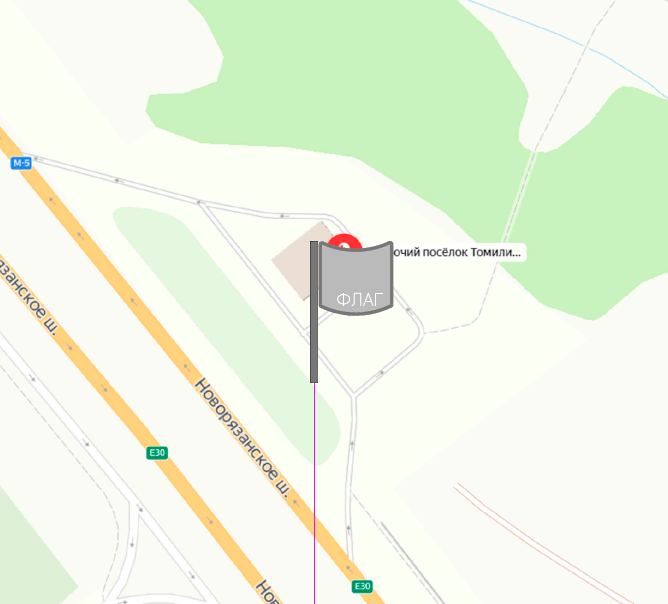 М-5
очий посёлок Томили...
ФЛАГ
язанское ш.
Новорязанское ш.
E30
E30
Нов